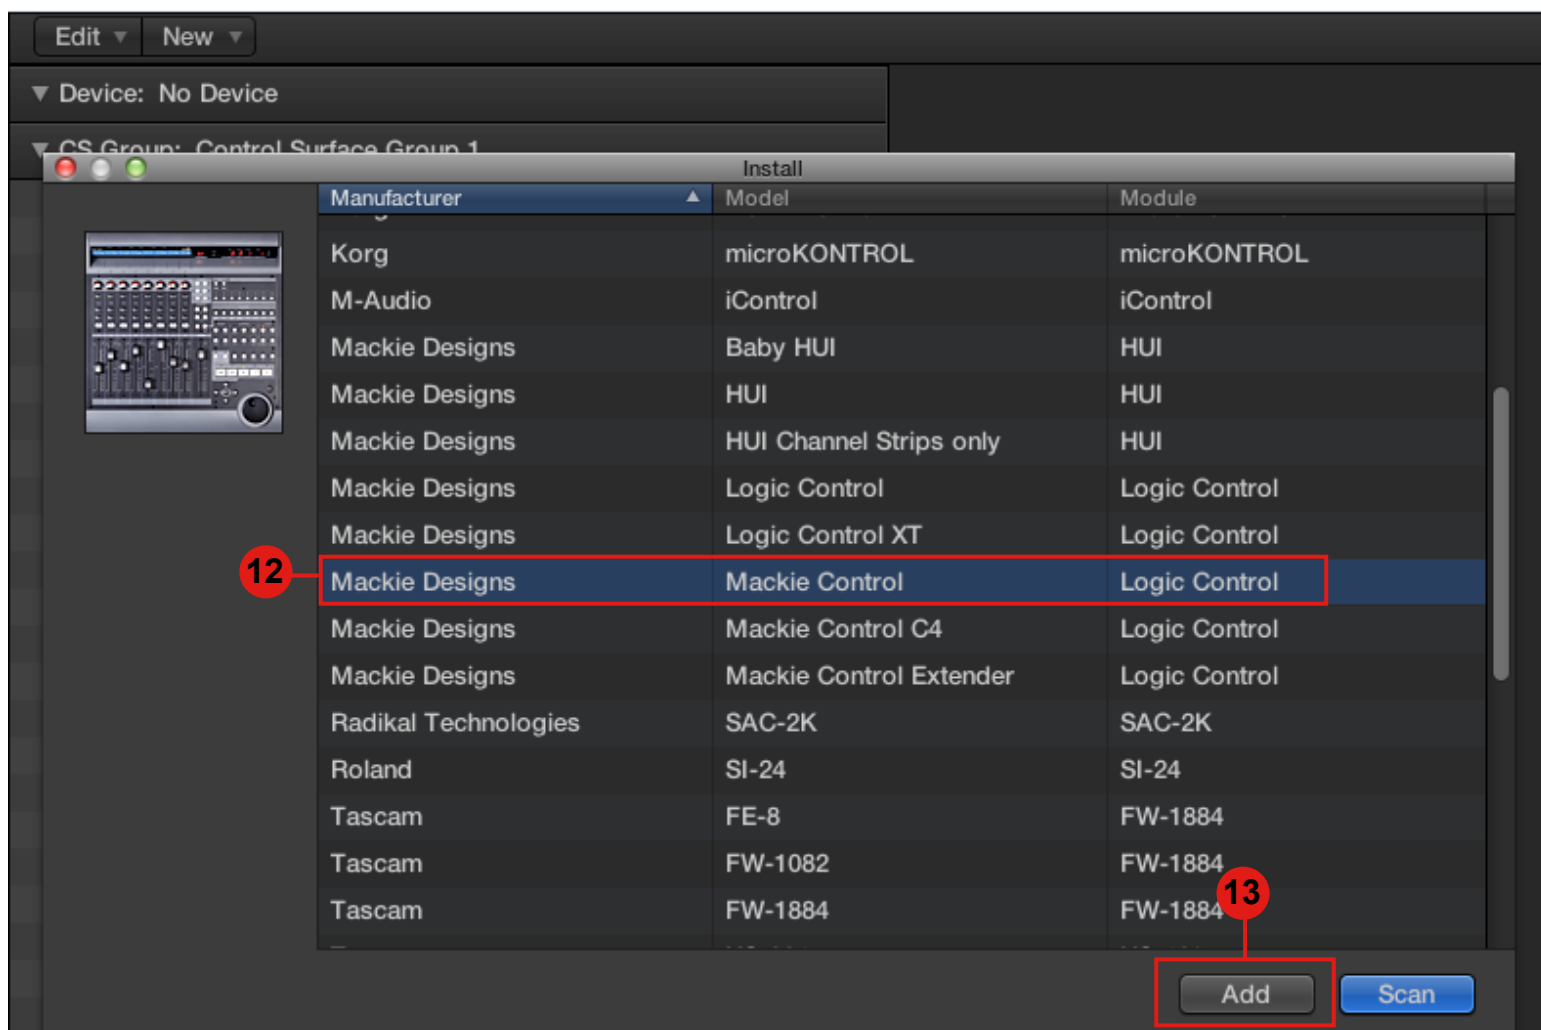 Edit New
Device: No Device
CS Group: Control Surface Group 1
Install
Manufacturer Model Module
Korg microKONTROL microKONTROL
M-Audio iControl iControl
Mackie Designs Baby HUI HUI
Mackie Designs HUI HUI
Mackie Designs HUI Channel Strips only HUI
Mackie Designs Logic Control Logic Control
Mackie Designs Logic Control XT Logic Control
12 Mackie Designs Mackie Control Logic Control
Mackie Designs Mackie Control C4 Logic Control
Mackie Designs Mackie Control Extender Logic Control
Radikal Technologies SAC-2K SAC-2K
Roland SI-24 SI-24
Tascam FE-8 FW-1884
Tascam FW-1082 FW-1884
13
Tascam FW-1884 FW-1884
Add Scan